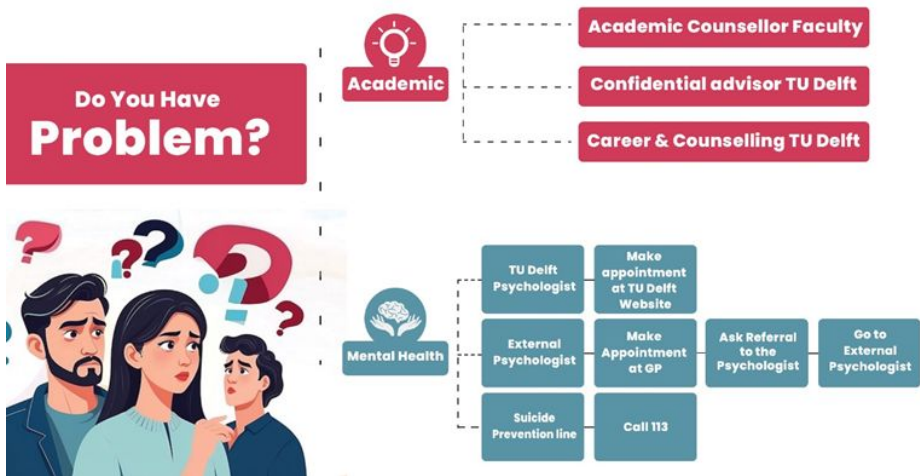 Do You Have
Problem?
Academic
Academic Counsellor Faculty
Confidential advisor TU Delft
Career & Counselling TU Delft
Mental Health
TU Delft
Psychologist
Make
appointment
at TU Delft
Website
External
Psychologist
Make
Appointment
at GP
Ask Referral
to the
Psychologist
Go to
External
Psychologist
Suicide
Prevention line
Call 113